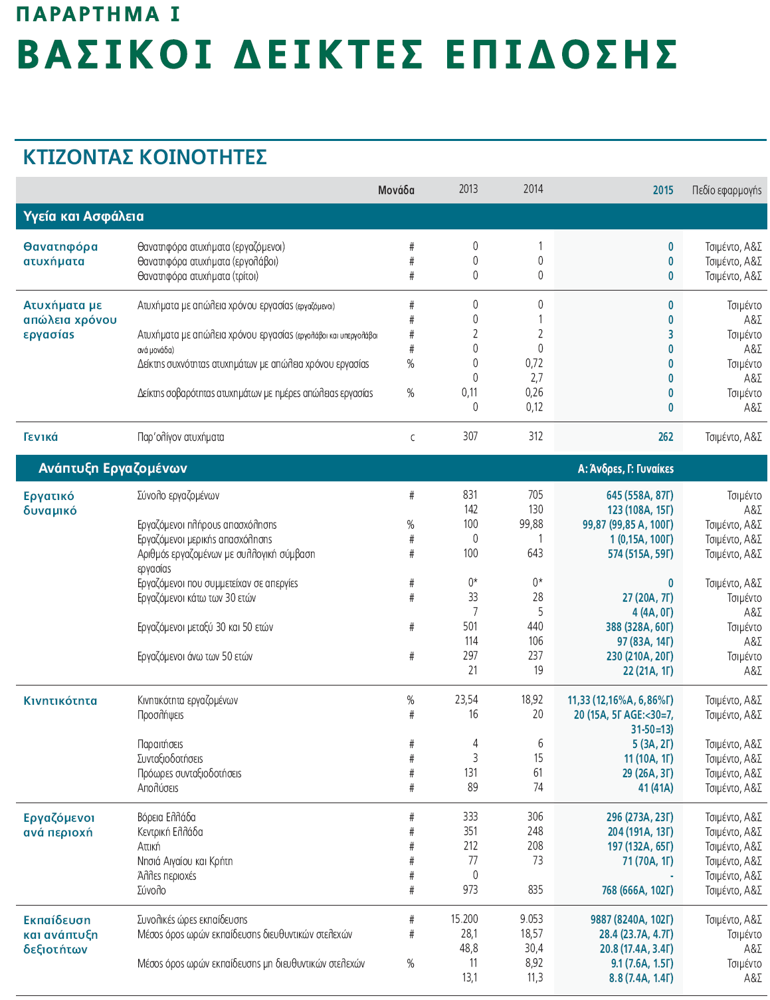 ΠΑΡΑΡΤΗΜΑ Ι
ΒΑΣΙΚΟΙ ΔΕΙΚΤΕΣ ΕΠΙΔΟΣΗΣ
ΚΤΙΖΟΝΤΑΣ ΚΟΙΝΟΤΗΤΕΣ
Μονάδα 2013 2014 2015 Πεδίο εφαρμογής
Υγεία και Ασφάλεια
Θανατηφόρα Θανατηφόρα ατυχήματα (εργαζόμενοι) # 0 1 0 Τσιμέντο, Α&Σ
ατυχήματα Θανατηφόρα ατυχήματα (εργολάβοι) # 0 0 0 Τσιμέντο, Α&Σ
Θανατηφόρα ατυχήματα (τρίτοι) # 0 0 0 Τσιμέντο, Α&Σ
Ατυχήματα με Ατυχήματα με απώλεια χρόνου εργασίας (εργαζόμενοι) # 0 0 0 Τσιμέντο
απώλεια χρόνου # 0 1 0 Α&Σ
εργασίας Ατυχήματα με απώλεια χρόνου εργασίας (εργολάβοι και υπεργολάβοι # 2 2 3 Τσιμέντο
ανά μονάδα) # 0 0 0 Α&Σ
Δείκτης συχνότητας ατυχημάτων με απώλεια χρόνου εργασίας % 0 0,72 0 Τσιμέντο
0 2,7 0 Α&Σ
Δείκτης σοβαρότητας ατυχημάτων με ημέρες απώλειας εργασίας % 0,11 0,26 0 Τσιμέντο
0 0,12 0 Α&Σ
Γενικά Παρ’ολίγον ατυχήματα c 307 312 262 Τσιμέντο, Α&Σ
Ανάπτυξη Εργαζομένων Α: Άνδρες, Γ: Γυναίκες
Εργατικό Σύνολο εργαζομένων # 831 705 645 (558Α, 87Γ) Τσιμέντο
δυναμικό 142 130 123 (108Α, 15Γ) Α&Σ
Εργαζόμενοι πλήρους απασχόλησης % 100 99,88 99,87 (99,85 Α, 100Γ) Τσιμέντο, Α&Σ
Εργαζόμενοι μερικής απασχόλησης # 0 1 1 (0,15Α, 100Γ) Τσιμέντο, Α&Σ
Αριθμός εργαζομένων με συλλογική σύμβαση # 100 643 574 (515Α, 59Γ) Τσιμέντο, Α&Σ
εργασίας
Εργαζόμενοι που συμμετείχαν σε απεργίες # 0* 0* 0 Τσιμέντο, Α&Σ
Εργαζόμενοι κάτω των 30 ετών # 33 28 27 (20Α, 7Γ) Τσιμέντο
7 5 4 (4Α, 0Γ) Α&Σ
Εργαζόμενοι μεταξύ 30 και 50 ετών # 501 440 388 (328Α, 60Γ) Τσιμέντο
114 106 97 (83Α, 14Γ) Α&Σ
Εργαζόμενοι άνω των 50 ετών # 297 237 230 (210Α, 20Γ) Τσιμέντο
21 19 22 (21Α, 1Γ) Α&Σ
Κινητικότητα Κινητικότητα εργαζομένων % 23,54 18,92 11,33 (12,16%Α, 6,86%Γ) Τσιμέντο, Α&Σ
Προσλήψεις # 16 20 20 (15Α, 5Γ AGE:<30=7, Τσιμέντο, Α&Σ
31-50=13)
Παραιτήσεις # 4 6 5 (3Α, 2Γ) Τσιμέντο, Α&Σ
Συνταξιοδοτήσεις # 3 15 11 (10Α, 1Γ) Τσιμέντο, Α&Σ
Πρόωρες συνταξιοδοτήσεις # 131 61 29 (26Α, 3Γ) Τσιμέντο, Α&Σ
Απολύσεις # 89 74 41 (41Α) Τσιμέντο, Α&Σ
Εργαζόμενοι Βόρεια Ελλάδα # 333 306 296 (273Α, 23Γ) Τσιμέντο, Α&Σ
ανά περιοχή Κεντρική Ελλάδα # 351 248 204 (191Α, 13Γ) Τσιμέντο, Α&Σ
Αττική # 212 208 197 (132Α, 65Γ) Τσιμέντο, Α&Σ
Νησιά Αιγαίου και Κρήτη # 77 73 71 (70Α, 1Γ) Τσιμέντο, Α&Σ
Άλλες περιοχές # 0 - Τσιμέντο, Α&Σ
Σύνολο # 973 835 768 (666Α, 102Γ) Τσιμέντο, Α&Σ
Εκπαίδευση Συνολικές ώρες εκπαίδευσης # 15.200 9.053 9887 (8240Α, 102Γ) Τσιμέντο, Α&Σ
και ανάπτυξη Μέσος όρος ωρών εκπαίδευσης διευθυντικών στελεχών # 28,1 18,57 28.4 (23.7Α, 4.7Γ) Τσιμέντο
δεξιοτήτων 48,8 30,4 20.8 (17.4Α, 3.4Γ) Α&Σ
Μέσος όρος ωρών εκπαίδευσης μη διευθυντικών στελεχών % 11 8,92 9.1 (7.6Α, 1.5Γ) Τσιμέντο
13,1 11,3 8.8 (7.4Α, 1.4Γ) Α&Σ